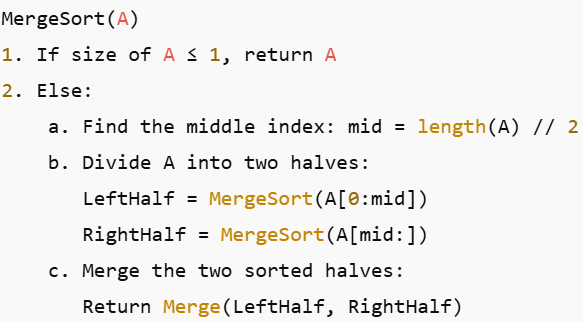 MergeSort(A)
1. If size of A ≤ 1, return A
2. Else:
a. Find the middle index: mid = length(A) // 2
b. Divide A into two halves:
LeftHalf = MergeSort(A[0:mid])
RightHalf = MergeSort(A[mid:])
c. Merge the two sorted halves:
Return Merge(LeftHalf, RightHalf)